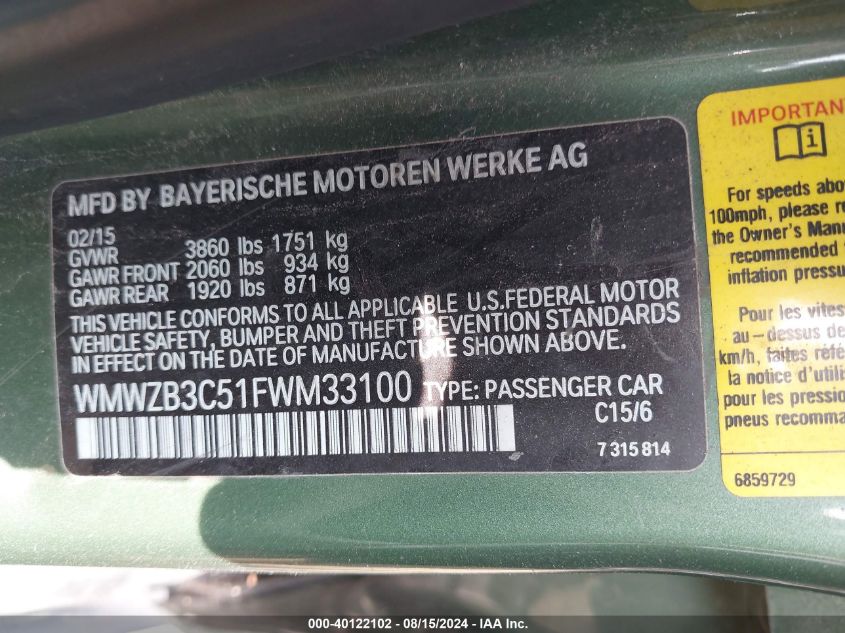 MFD BY BAYERISCHE MOTOREN WERKE AG
02/15
GVWR 3860 lbs 1751 kg
GAWR FRONT 2060 lbs 934 kg
GAWR REAR 1920 lbs 871 kg
THIS VEHICLE CONFORMS TO ALL APPLICABLE U.S.FEDERAL MOTOR
VEHICLE SAFETY, BUMPER AND THEFT PREVENTION STANDARDS
IN EFFECT ON THE DATE OF MANUFACTURE SHOWN ABOVE.
WMWZB3C51FWM33100 TYPE: PASSENGER CAR
C15/6
7 315 814
IMPORTAN
i
For speeds abo
100mph, please re
the Owner's Manu
recommended
inflation pressu
Pour les vites
au-dessus de
km/h, faites réfé
la notice d'utilis
pour les pression
pneus recomma
6859729
000-40122102 - 08/15/2024 - IAA Inc.